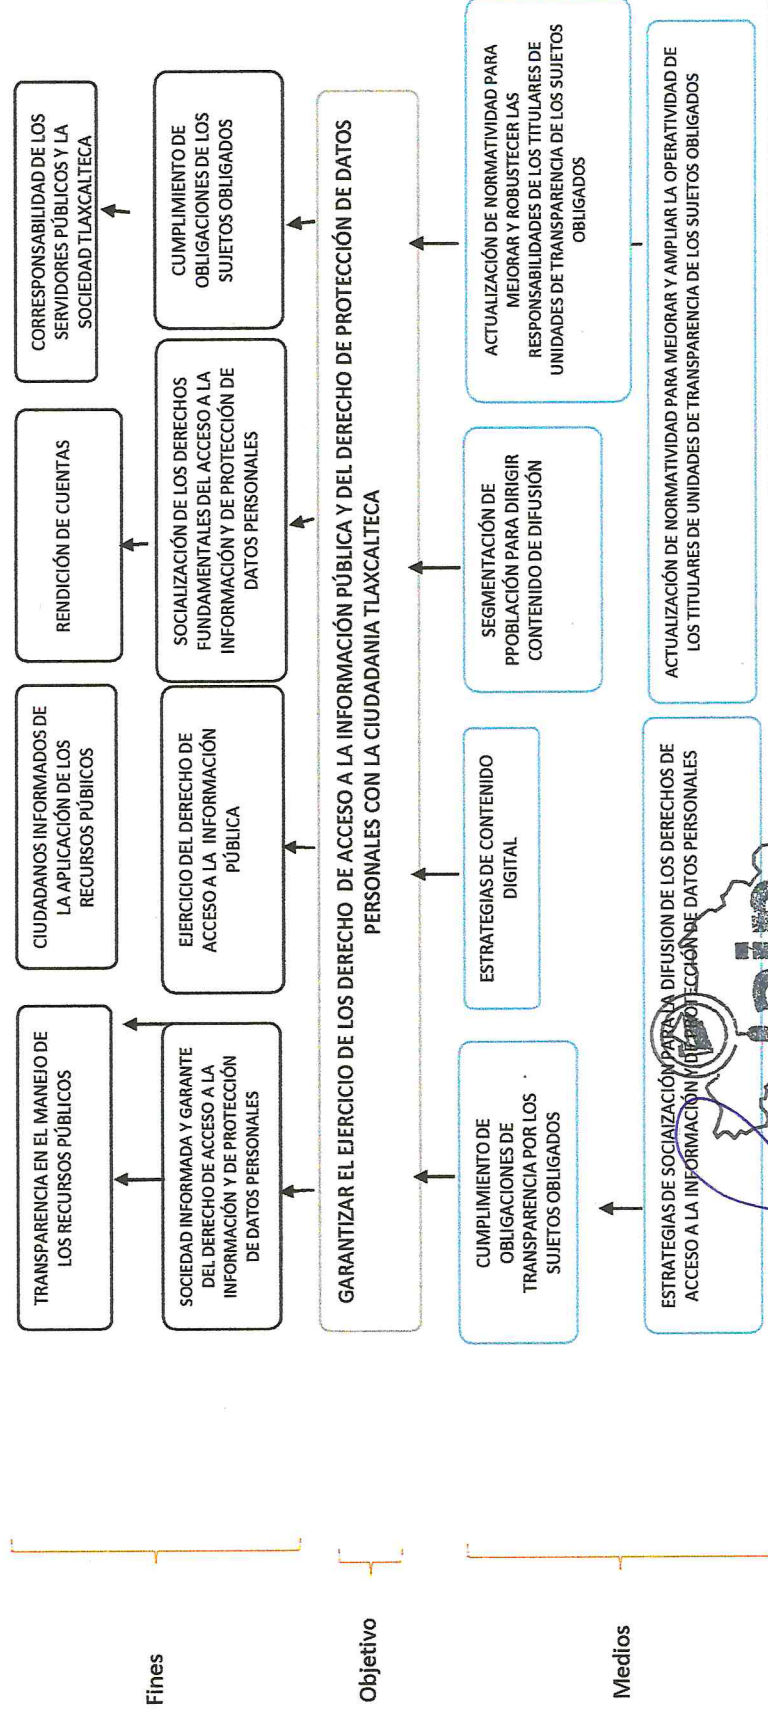 Fines
TRANSPARENCIA EN EL MANEJO DE
LOS RECURSOS PÚBLICOS
CIUDADANOS INFORMADOS DE
LA APLICACIÓN DE LOS
RECURSOS PÚBlICOS
RENDICIÓN DE CUENTAS
CORRESPONSABILIDAD DE LOS
SERVIDORES PÚBLICOS Y LA
SOCIEDAD TLAXCALTECA
SOCIEDAD INFORMADA Y GARANTE
DEL DERECHO DE ACCESO A LA
INFORMACIÓN Y DE PROTECCIÓN
DE DATOS PERSONALES
EJERCICIO DEL DERECHO DE
ACCESO A LA INFORMACIÓN
PÚBLICA
SOCIALIZACIÓN DE LOS DERECHOS
FUNDAMENTALES DEL ACCESO A LA
INFORMACIÓN Y DE PROTECCIÓN DE
DATOS PERSONALES
CUMPLIMIENTO DE
OBLIGACIONES DE LOS
SUJETOS OBLIGADOS
Objetivo
GARANTIZAR EL EJERCICIO DE LOS DERECHO DE ACCESO A LA INFORMACIÓN PÚBLICA Y DEL DERECHO DE PROTECCIÓN DE DATOS
PERSONALES CON LA CIUDADANIA TLAXCALTECA
Medios
CUMPLIMIENTO DE
OBLIGACIONES DE
TRANSPARENCIA POR LOS
SUJETOS OBLIGADOS
ESTRATEGIAS DE CONTENIDO
DIGITAL
SEGMENTACIÓN DE
PPOBLACIÓN PARA DIRIGIR
CONTENIDO DE DIFUSIÓN
ACTUALIZACIÓN DE NORMATIVIDAD PARA
MEJORAR Y ROBUSTECER LAS
RESPONSABILIDADES DE LOS TITULARES DE
UNIDADES DE TRANSPARENCIA DE LOS SUJETOS
OBLIGADOS
ESTRATEGIAS DE SOCIAIZACIÓN PARA LA DIFUSION DE LOS DERECHOS DE
ACCESO A LA INFORMACIÓN Y DE PROTECCIÓN DE DATOS PERSONALES
ACTUALIZACIÓN DE NORMATIVIDAD PARA MEJORAR Y AMPLIAR LA OPERATIVIDAD DE
LOS TITULARES DE UNIDADES DE TRANSPARENCIA DE LOS SUJETOS OBLIGADOS